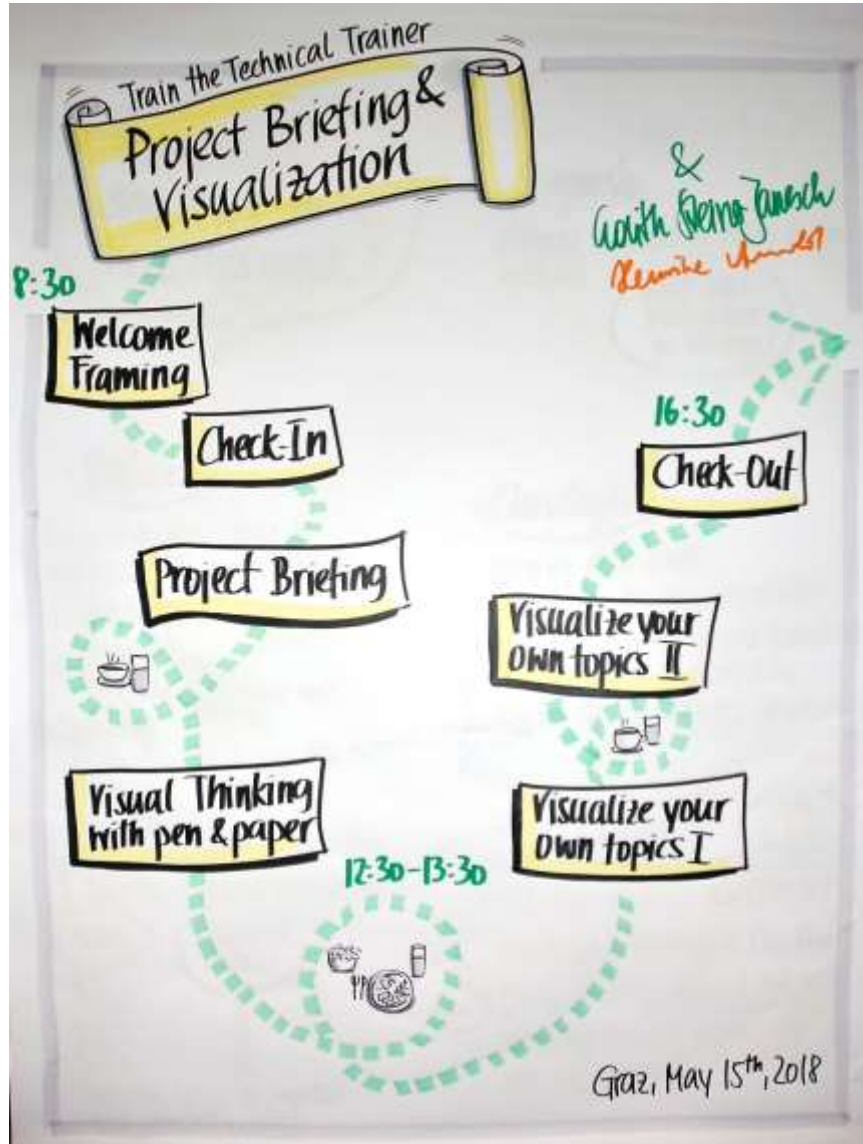 Train the Technical Trainer
Project Briefing &
Visualization
&
8:30
Welcome
Framing
Check-In
Project Briefing
Visual Thinking
with pen & paper
12:30-13:30
Visualize your
own topics I
Visualize your
own topics II
16:30
Check-Out
Graz, May 15th, 2018